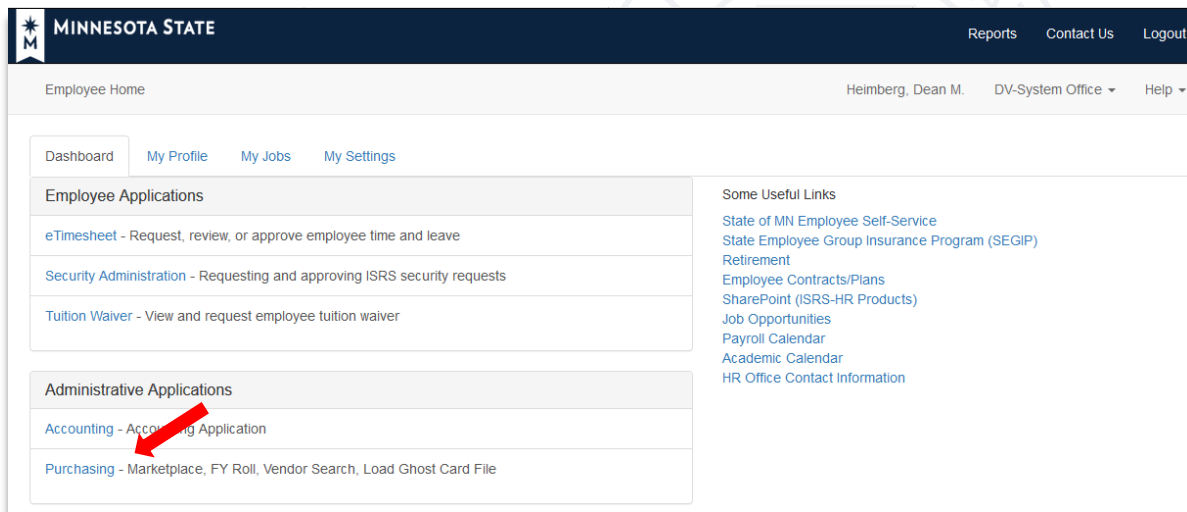 MINNESOTA STATE
Reports Contact Us Logout
Employee Home Heimberg, Dean M. DV-System Office Help
Dashboard My Profile My Jobs My Settings
Employee Applications
eTimesheet - Request, review, or approve employee time and leave
Security Administration - Requesting and approving ISRS security requests
Tuition Waiver - View and request employee tuition waiver
Administrative Applications
Accounting - Accounting Application
Purchasing - Marketplace, FY Roll, Vendor Search, Load Ghost Card File
Some Useful Links
State of MN Employee Self-Service
State Employee Group Insurance Program (SEGIP)
Retirement
Employee Contracts/Plans
SharePoint (ISRS-HR Products)
Job Opportunities
Payroll Calendar
Academic Calendar
HR Office Contact Information